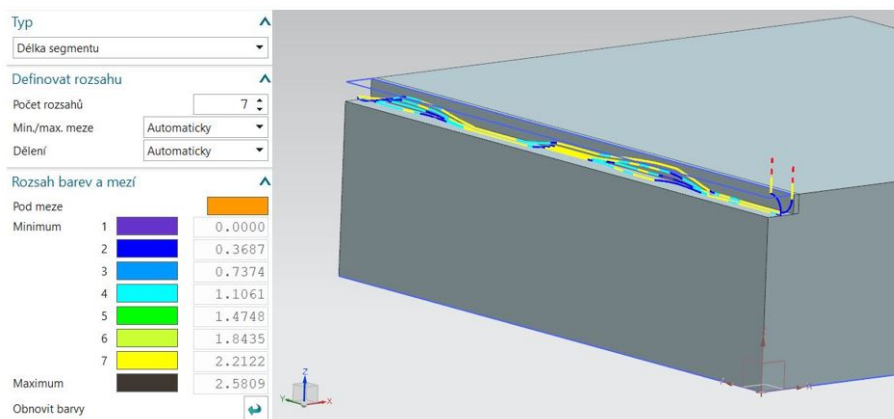 Typ
Délka segmentu
Definovat rozsahu
Počet rozsahů 7
Min./max. meze Automaticky
Dělení Automaticky
Rozsah barev a mezí
Pod meze
Minimum 1 0.0000
2 0.3687
3 0.7374
4 1.1061
5 1.4748
6 1.8435
7 2.2122
Maximum 2.5809
Obnovit barvy
Z
Y
X